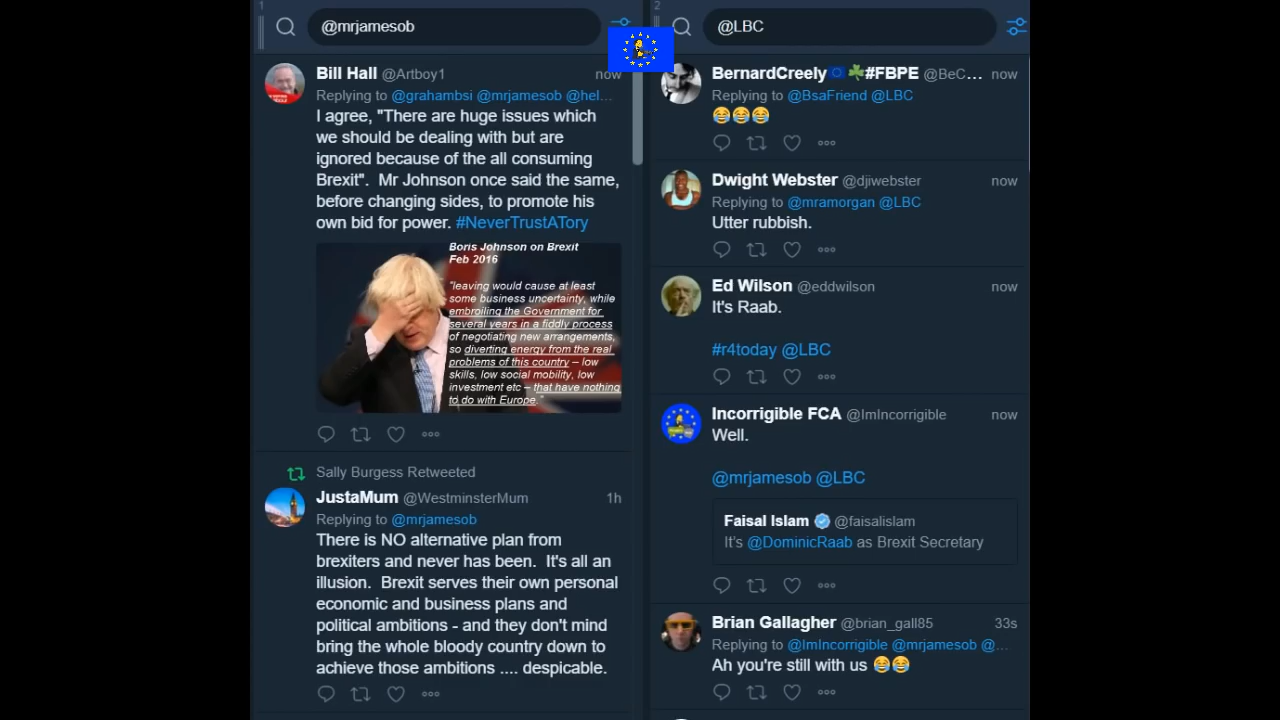 1
@mrjamesob
Bill Hall @Artboy1 now
Replying to @grahambsi @mrjamesob @hel...
I agree, "There are huge issues which
we should be dealing with but are
ignored because of the all consuming
Brexit".  Mr Johnson once said the same,
before changing sides, to promote his
own bid for power. #NeverTrustATory
Boris Johnson on Brexit
Feb 2016
"leaving would cause at least
some business uncertainty, while
embroiling the Government for
several years in a fiddly process
of negotiating new arrangements,
so diverting energy from the real
problems of this country – low
skills, low social mobility, low
investment etc – that have nothing
to do with Europe."
Sally Burgess Retweeted
JustaMum @WestminsterMum 1h
Replying to @mrjamesob
There is NO alternative plan from
brexiters and never has been.  It's all an
illusion.  Brexit serves their own personal
economic and business plans and
political ambitions - and they don't mind
bring the whole bloody country down to
achieve those ambitions .... despicable.
2
@LBC
BernardCreely🇪🇺☘️#FBPE @BeC... now
Replying to @BsaFriend @LBC
😂😂😂
Dwight Webster @djiwebster now
Replying to @mramorgan @LBC
Utter rubbish.
Ed Wilson @eddwilson now
It's Raab.
#r4today @LBC
Incorrigible FCA @ImIncorrigible now
Well.
@mrjamesob @LBC
Faisal Islam @faisalislam
It's @DominicRaab as Brexit Secretary
Brian Gallagher @brian_gall85 33s
Replying to @ImIncorrigible @mrjamesob @...
Ah you're still with us 😂😂